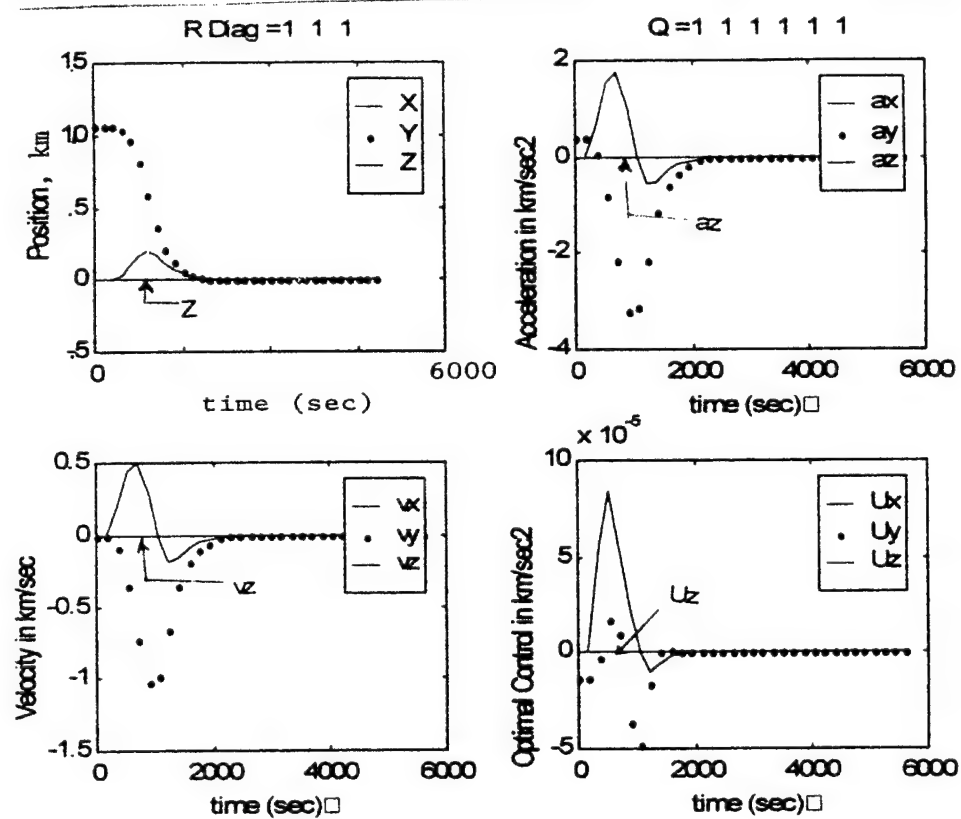 R Diag =1 1 1
Position, km
1.5
1.0
.5
0
-.5
X
Y
Z
Z
0
6000
time (sec)
Q =1 1 1 1 1 1
Acceleration in km/sec2
2
0
-2
-4
ax
ay
az
az
0 2000 4000 6000
time (sec)□
Velocity in km/sec
0.5
0
-0.5
-1
-1.5
vx
vy
vz
vz
0 2000 4000 6000
time (sec)□
x 10-5
Optimal Control in km/sec2
10
5
0
-5
Ux
Uy
Uz
Uz
0 2000 4000 6000
time (sec)□